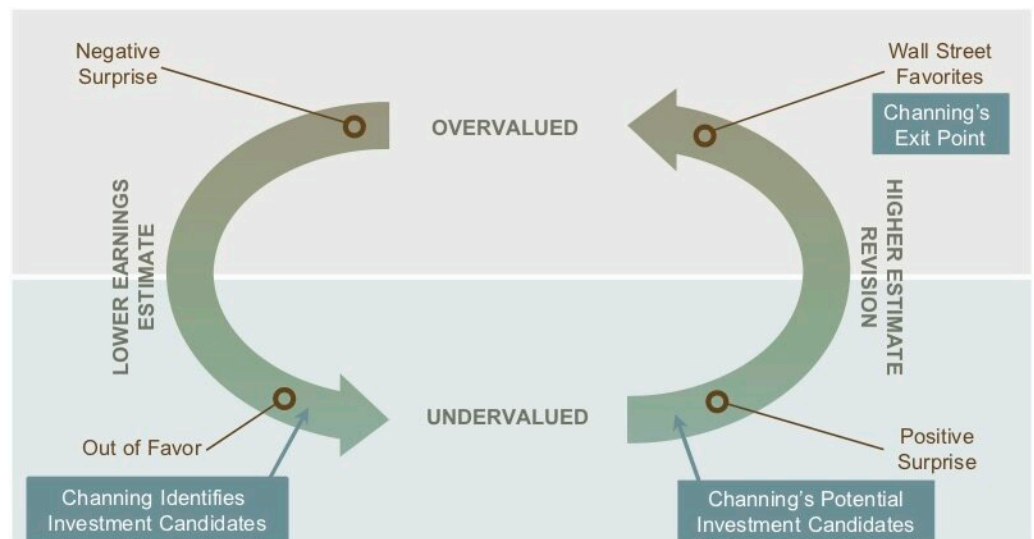 Negative
Surprise
Wall Street
Favorites
Channing's
Exit Point
OVERVALUED
LOWER EARNINGS
ESTIMATE
HIGHER ESTIMATE
REVISION
UNDERVALUED
Out of Favor
Positive
Surprise
Channing Identifies
Investment Candidates
Channing's Potential
Investment Candidates